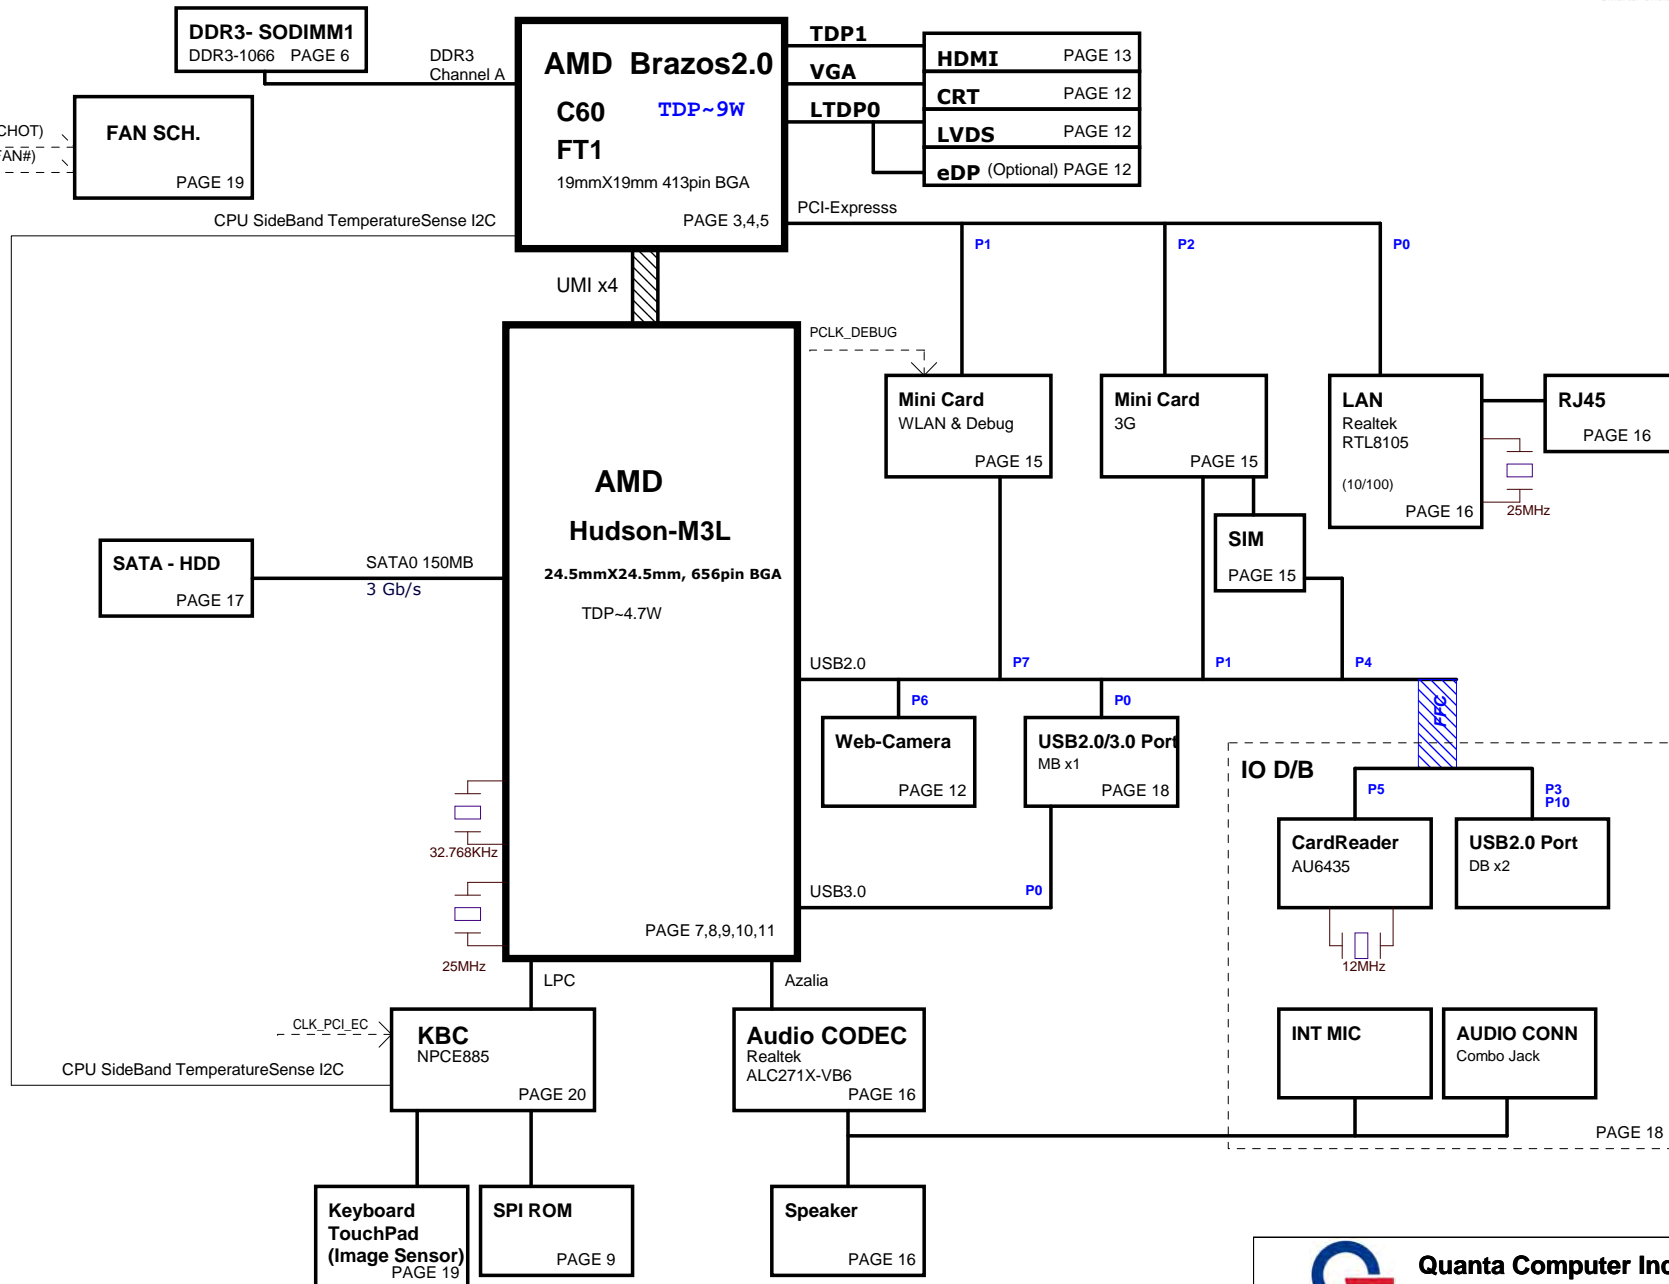 DDR3- SODIMM1
DDR3-1066 PAGE 6
DDR3
Channel A
AMD Brazos2.0
C60 TDP~9W
FT1
19mmX19mm 413pin BGA
PAGE 3,4,5
TDP1
VGA
LTDP0
HDMI PAGE 13
CRT PAGE 12
LVDS PAGE 12
eDP (Optional) PAGE 12
CHOT)
FAN#)
FAN SCH.
PAGE 19
CPU SideBand TemperatureSense I2C
PCI-Expresss
P1
P2
P0
UMI x4
PCLK_DEBUG
Mini Card
WLAN & Debug
PAGE 15
Mini Card
3G
PAGE 15
LAN
Realtek
RTL8105
(10/100)
PAGE 16
RJ45
PAGE 16
25MHz
SIM
PAGE 15
AMD
Hudson-M3L
24.5mmX24.5mm, 656pin BGA
TDP~4.7W
PAGE 7,8,9,10,11
SATA - HDD
PAGE 17
SATA0 150MB
3 Gb/s
USB2.0
P7
P1
P4
P6
P0
FFC
Web-Camera
PAGE 12
USB2.0/3.0 Port
MB x1
PAGE 18
IO D/B
P5
P3
P10
CardReader
AU6435
USB2.0 Port
DB x2
12MHz
32.768KHz
25MHz
USB3.0
P0
LPC
Azalia
CLK_PCI_EC
KBC
NPCE885
PAGE 20
CPU SideBand TemperatureSense I2C
Audio CODEC
Realtek
ALC271X-VB6
PAGE 16
INT MIC
AUDIO CONN
Combo Jack
PAGE 18
Keyboard
TouchPad
(Image Sensor)
PAGE 19
SPI ROM
PAGE 9
Speaker
PAGE 16
Quanta Computer Inc